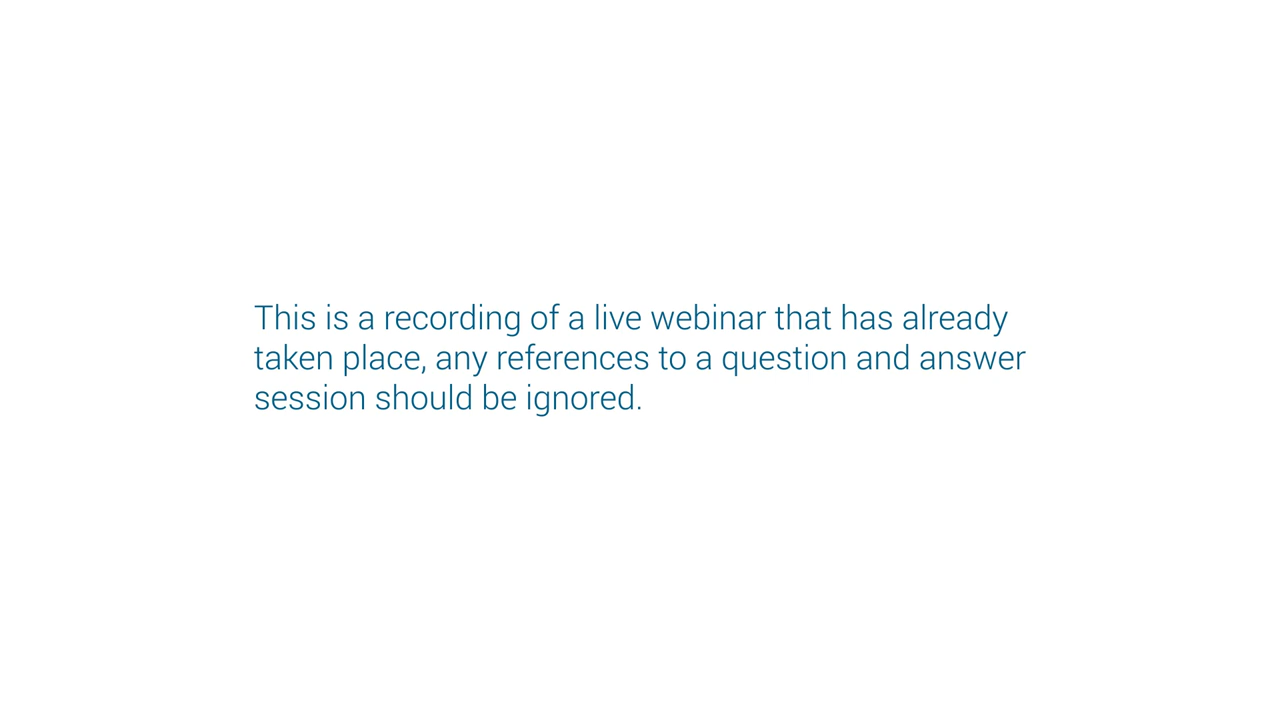 This is a recording of a live webinar that has already
taken place, any references to a question and answer
session should be ignored.